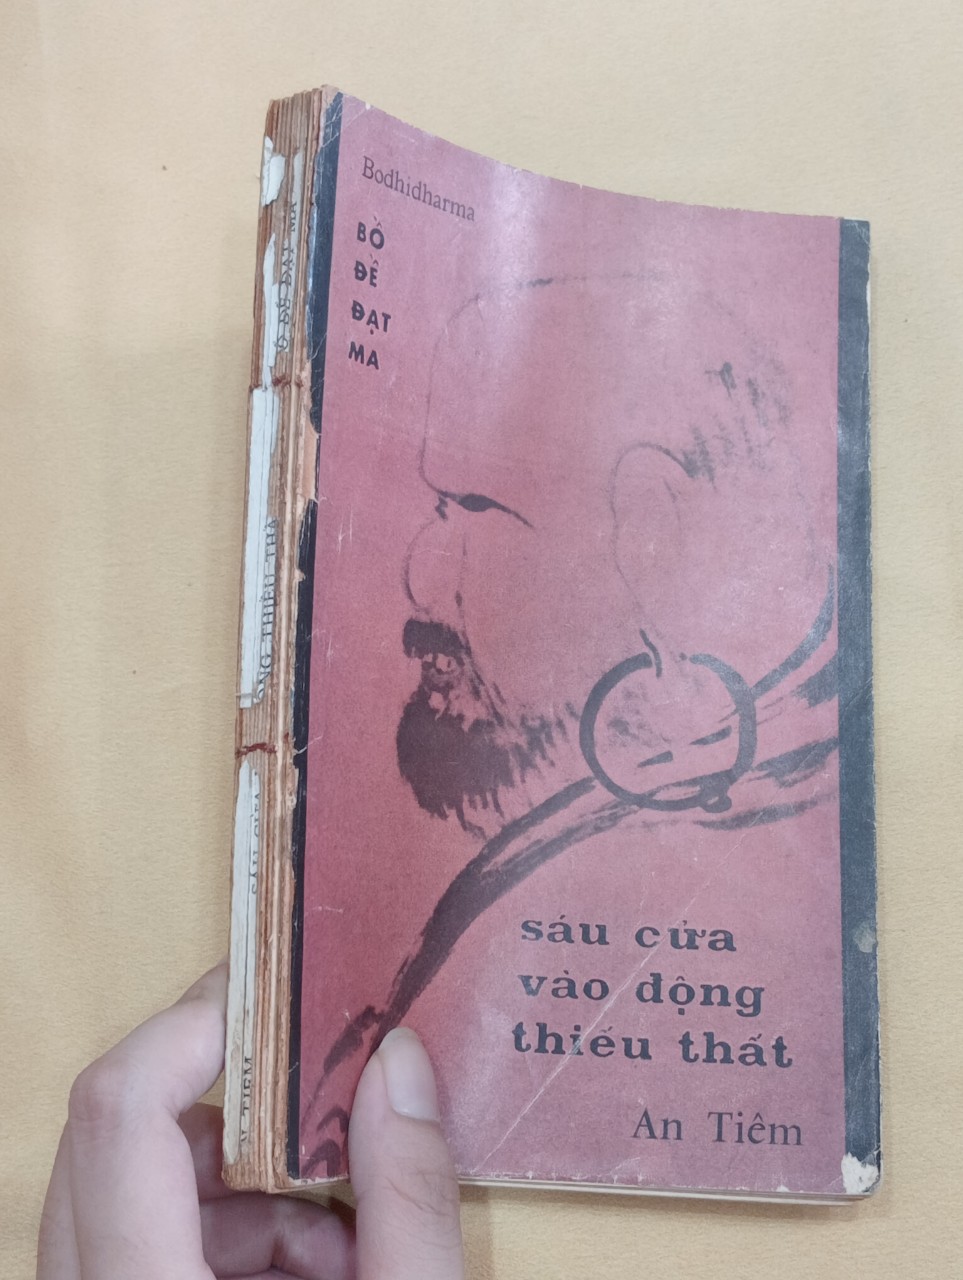 Bodhidharma
BỒ
ĐỀ
ĐẠT
MA
sáu cửa
vào động
thiếu thất
An Tiêm